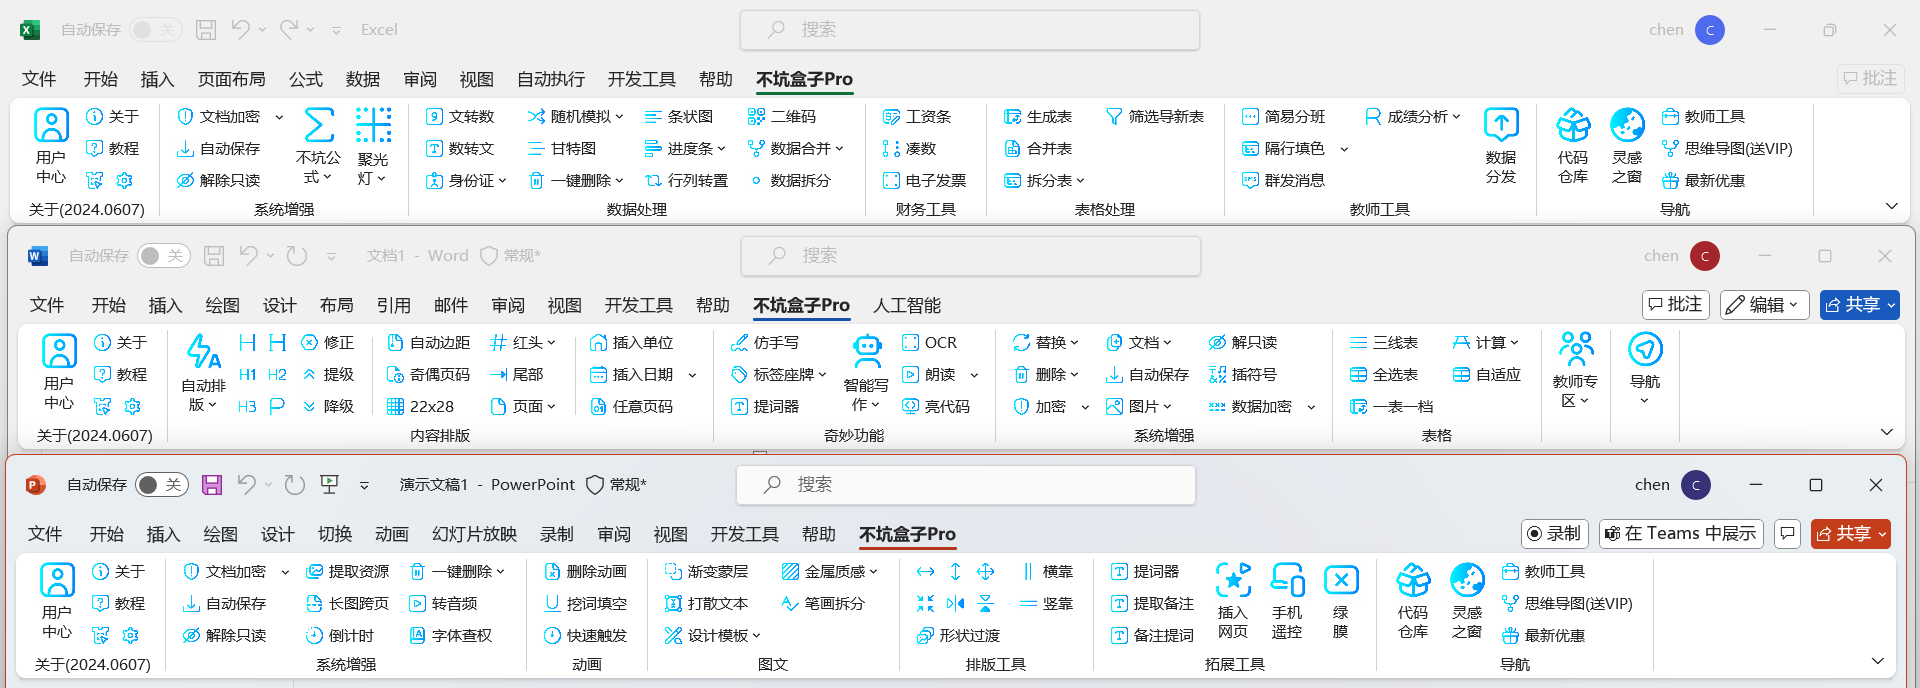 自动保存 关 Excel 搜索 chen C
文件 开始 插入 页面布局 公式 数据 审阅 视图 自动执行 开发工具 帮助 不坑盒子Pro 批注
用户中心 关于 教程 文档加密 自动保存 解除只读 不坑公式 聚光灯 9 文转数 T 数转文 身份证 随机模拟 甘特图 一键删除 条状图 进度条 行列转置 二维码 数据合并 数据拆分 工资条 凑数 电子发票 生成表 合并表 拆分表 筛选导新表 简易分班 隔行填色 群发消息 成绩分析 数据分发 代码仓库 灵感之窗 教师工具 思维导图(送VIP) 最新优惠
关于(2024.0607) 系统增强 数据处理 财务工具 表格处理 教师工具 导航
自动保存 关 文档1 - Word 常规* 搜索 chen C
文件 开始 插入 绘图 设计 布局 引用 邮件 审阅 视图 开发工具 帮助 不坑盒子Pro 人工智能 批注 编辑 共享
用户中心 关于 教程 自动排版 H1 H2 H3 修正 提级 降级 自动边距 奇偶页码 22x28 红头 尾部 页面 插入单位 插入日期 任意页码 仿手写 标签座牌 提词器 智能写作 OCR 朗读 亮代码 替换 删除 加密 文档 自动保存 图片 解只读 插符号 数据加密 三线表 全选表 一表一档 计算 自适应 教师专区 导航
关于(2024.0607) 内容排版 奇妙功能 系统增强 表格
自动保存 关 演示文稿1 - PowerPoint 常规* 搜索 chen C
文件 开始 插入 绘图 设计 切换 动画 幻灯片放映 录制 审阅 视图 开发工具 帮助 不坑盒子Pro 录制 在 Teams 中展示 共享
用户中心 关于 教程 文档加密 自动保存 解除只读 提取资源 长图跨页 倒计时 一键删除 转音频 字体查权 删除动画 挖词填空 快速触发 渐变蒙层 打散文本 设计模板 金属质感 笔画拆分 形状过渡 横靠 竖靠 提词器 提取备注 备注提词 插入网页 手机遥控 绿膜 代码仓库 灵感之窗 教师工具 思维导图(送VIP) 最新优惠
关于(2024.0607) 系统增强 动画 图文 排版工具 拓展工具 导航